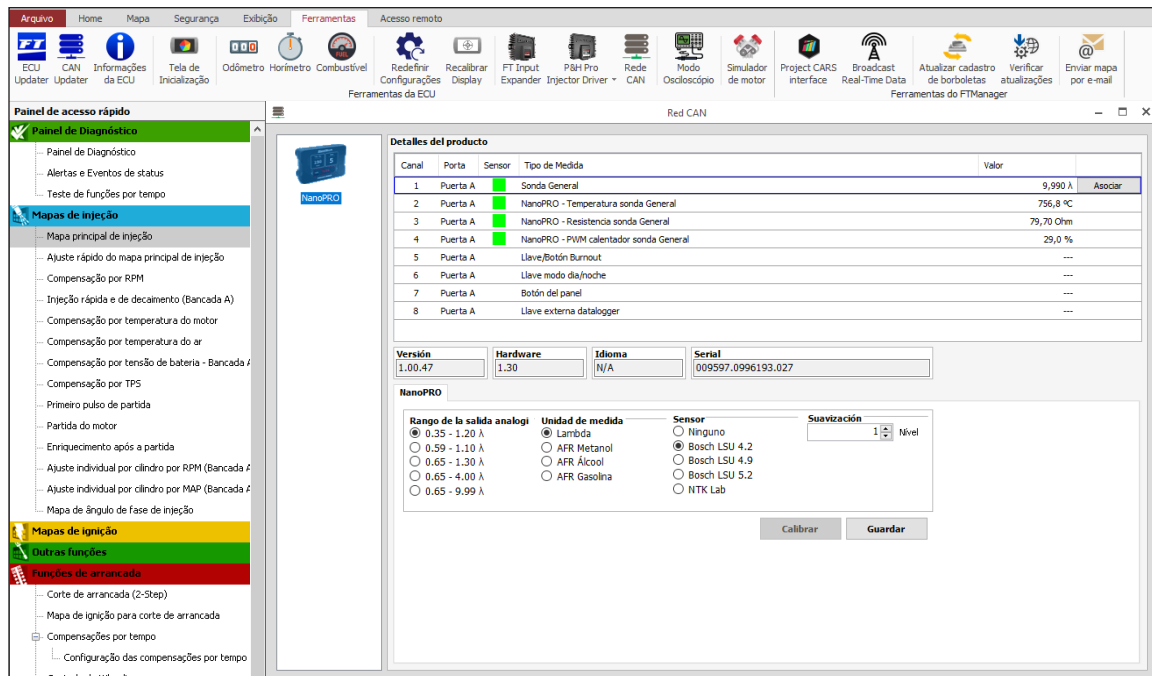 Arquivo Home Mapa Segurança Exibição Ferramentas Acesso remoto
FT
ECU Updater
CAN Updater
Informações da ECU
Tela de Inicialização
Odômetro
Horímetro
Combustível
Redefinir Configurações
Recalibrar Display
FT Input Expander
P&H Pro Injector Driver
Rede CAN
Modo Osciloscópio
Simulador de motor
Project CARS interface
Broadcast Real-Time Data
Atualizar cadastro de borboletas
Verificar atualizações
Enviar mapa por e-mail
Ferramentas da ECU
Ferramentas do FTManager
Painel de acesso rápido
Painel de Diagnóstico
Painel de Diagnóstico
Alertas e Eventos de status
Teste de funções por tempo
Mapas de injeção
Mapa principal de injeção
Ajuste rápido do mapa principal de injeção
Compensação por RPM
Injeção rápida e de decaimento (Bancada A)
Compensação por temperatura do motor
Compensação por temperatura do ar
Compensação por tensão de bateria - Bancada
Compensação por TPS
Primeiro pulso de partida
Partida do motor
Enriquecimento após a partida
Ajuste individual por cilindro por RPM (Bancada
Ajuste individual por cilindro por MAP (Bancada
Mapa de ângulo de fase de injeção
Mapas de ignição
Outras funções
Funções de arrancada
Corte de arrancada (2-Step)
Mapa de ignição para corte de arrancada
Compensações por tempo
Configuração das compensações por tempo
Red CAN
NanoPRO
Detalles del producto
Canal Porta Sensor Tipo de Medida Valor
1 Puerta A Sonda General 9,990 λ Asociar
2 Puerta A NanoPRO - Temperatura sonda General 756,8 ºC
3 Puerta A NanoPRO - Resistencia sonda General 79,70 Ohm
4 Puerta A NanoPRO - PWM calentador sonda General 29,0 %
5 Puerta A Llave/Botón Burnout ---
6 Puerta A Llave modo dia/noche ---
7 Puerta A Botón del panel ---
8 Puerta A Llave externa datalogger ---
Versión Hardware Idioma Serial
1.00.47 1.30 N/A 009597.0996193.027
NanoPRO
Rango de la salida analogi
0.35 - 1.20 λ
0.59 - 1.10 λ
0.65 - 1.30 λ
0.65 - 4.00 λ
0.65 - 9.99 λ
Unidad de medida
Lambda
AFR Metanol
AFR Álcool
AFR Gasolina
Sensor
Ninguno
Bosch LSU 4.2
Bosch LSU 4.9
Bosch LSU 5.2
NTK Lab
Suavización
1 Nível
Calibrar Guardar